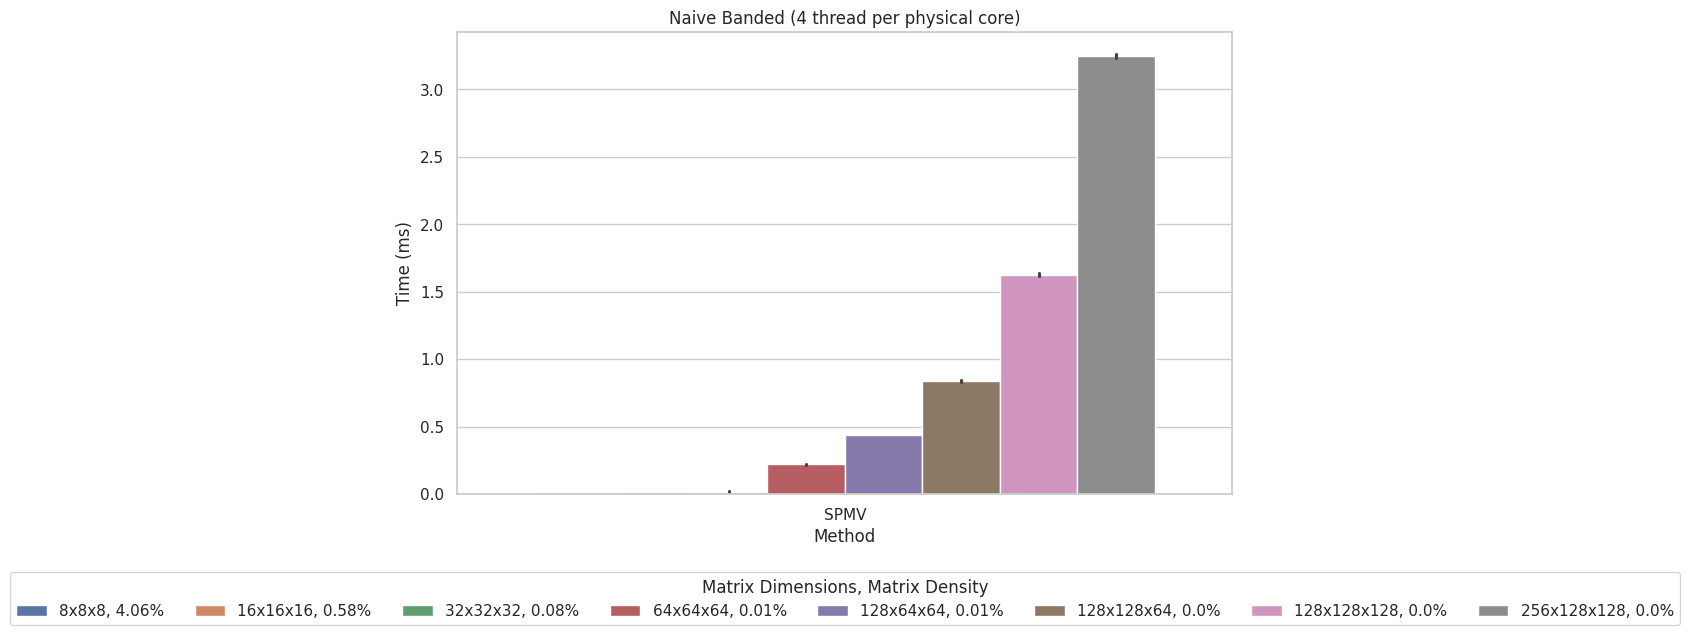 Naive Banded (4 thread per physical core)
3.0
2.5
2.0
1.5
1.0
0.5
0.0
Time (ms)
SPMV
Method
Matrix Dimensions, Matrix Density
8x8x8, 4.06% 16x16x16, 0.58% 32x32x32, 0.08% 64x64x64, 0.01% 128x64x64, 0.01% 128x128x64, 0.0% 128x128x128, 0.0% 256x128x128, 0.0%